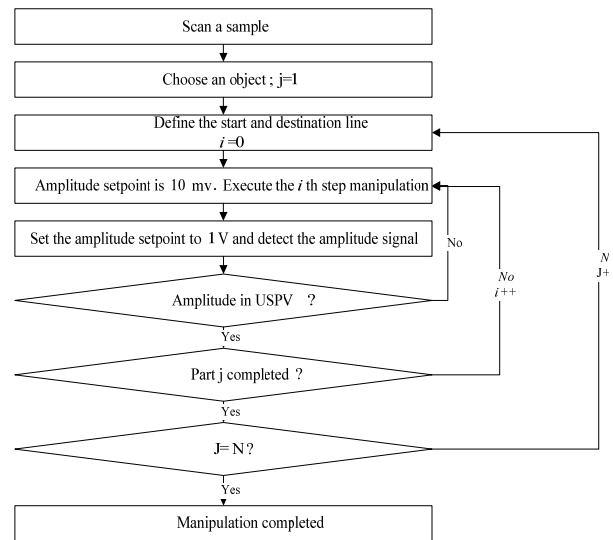 Scan a sample
Choose an object ; j=1
Define the start and destination line
i =0
Amplitude setpoint is 10 mv. Execute the i th step manipulation
Set the amplitude setpoint to 1 V and detect the amplitude signal
No
Amplitude in USPV ?
Yes
No
i ++
Part j completed ?
Yes
J= N ?
Yes
Manipulation completed
N
J+